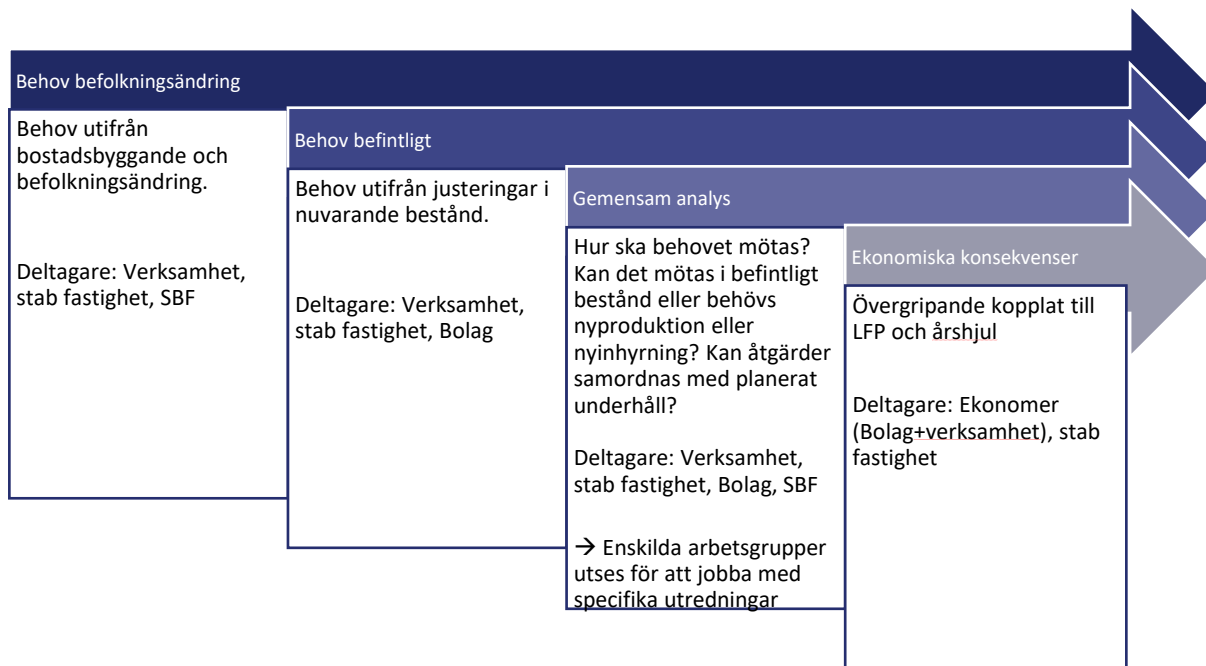 Behov befolkningsändring
Behov utifrån
bostadsbyggande och
befolkningsändring.
Deltagare: Verksamhet,
stab fastighet, SBF
Behov befintligt
Behov utifrån justeringar i
nuvarande bestånd.
Deltagare: Verksamhet,
stab fastighet, Bolag
Gemensam analys
Hur ska behovet mötas?
Kan det mötas i befintligt
bestånd eller behövs
nyproduktion eller
nyinhyrning? Kan åtgärder
samordnas med planerat
underhåll?
Deltagare: Verksamhet,
stab fastighet, Bolag, SBF
→ Enskilda arbetsgrupper
utses för att jobba med
specifika utredningar
Ekonomiska konsekvenser
Övergripande kopplat till
LFP och årshjul
Deltagare: Ekonomer
(Bolag+verksamhet), stab
fastighet